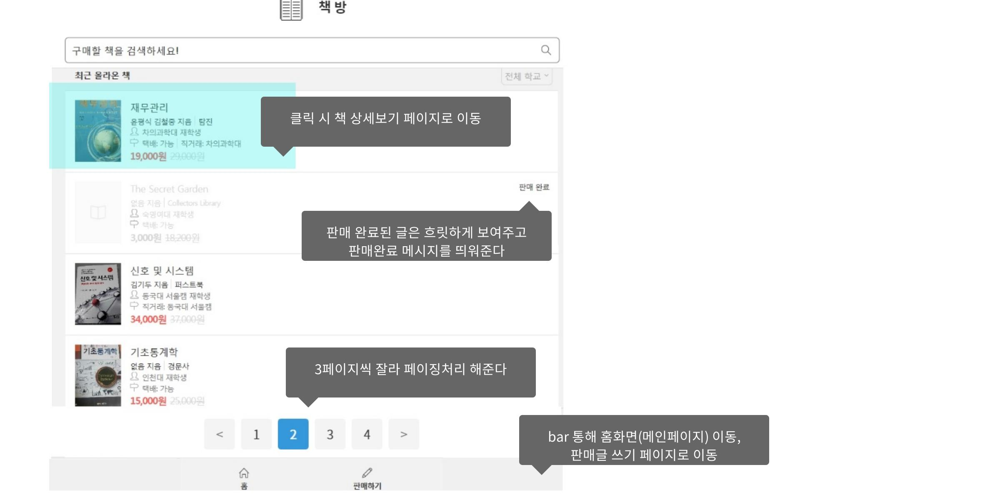 책 방
구매할 책을 검색하세요!
최근 올라온 책
전체 학교
재무관리
윤평식 김철중 지음 | 탐진
차의과학대 재학생
택배: 가능 | 직거래: 차의과학대
19,000원 29,000원
클릭 시 책 상세보기 페이지로 이동
The Secret Garden
없음 지음 | Collectors Library
숙명여대 재학생
택배: 가능
3,000원 18,200원
판매 완료
판매 완료된 글은 흐릿하게 보여주고
판매완료 메시지를 띄워준다
신호 및 시스템
신호 및 시스템
김기두 지음 | 퍼스트북
동국대 서울캠 재학생
직거래: 동국대 서울캠
34,000원 37,000원
기초통계학
기초통계학
없음 지음 | 경문사
인천대 재학생
택배: 가능
15,000원 25,000원
3페이지씩 잘라 페이징처리 해준다
< 1 2 3 4 >
bar 통해 홈화면(메인페이지) 이동,
판매글 쓰기 페이지로 이동
홈
판매하기